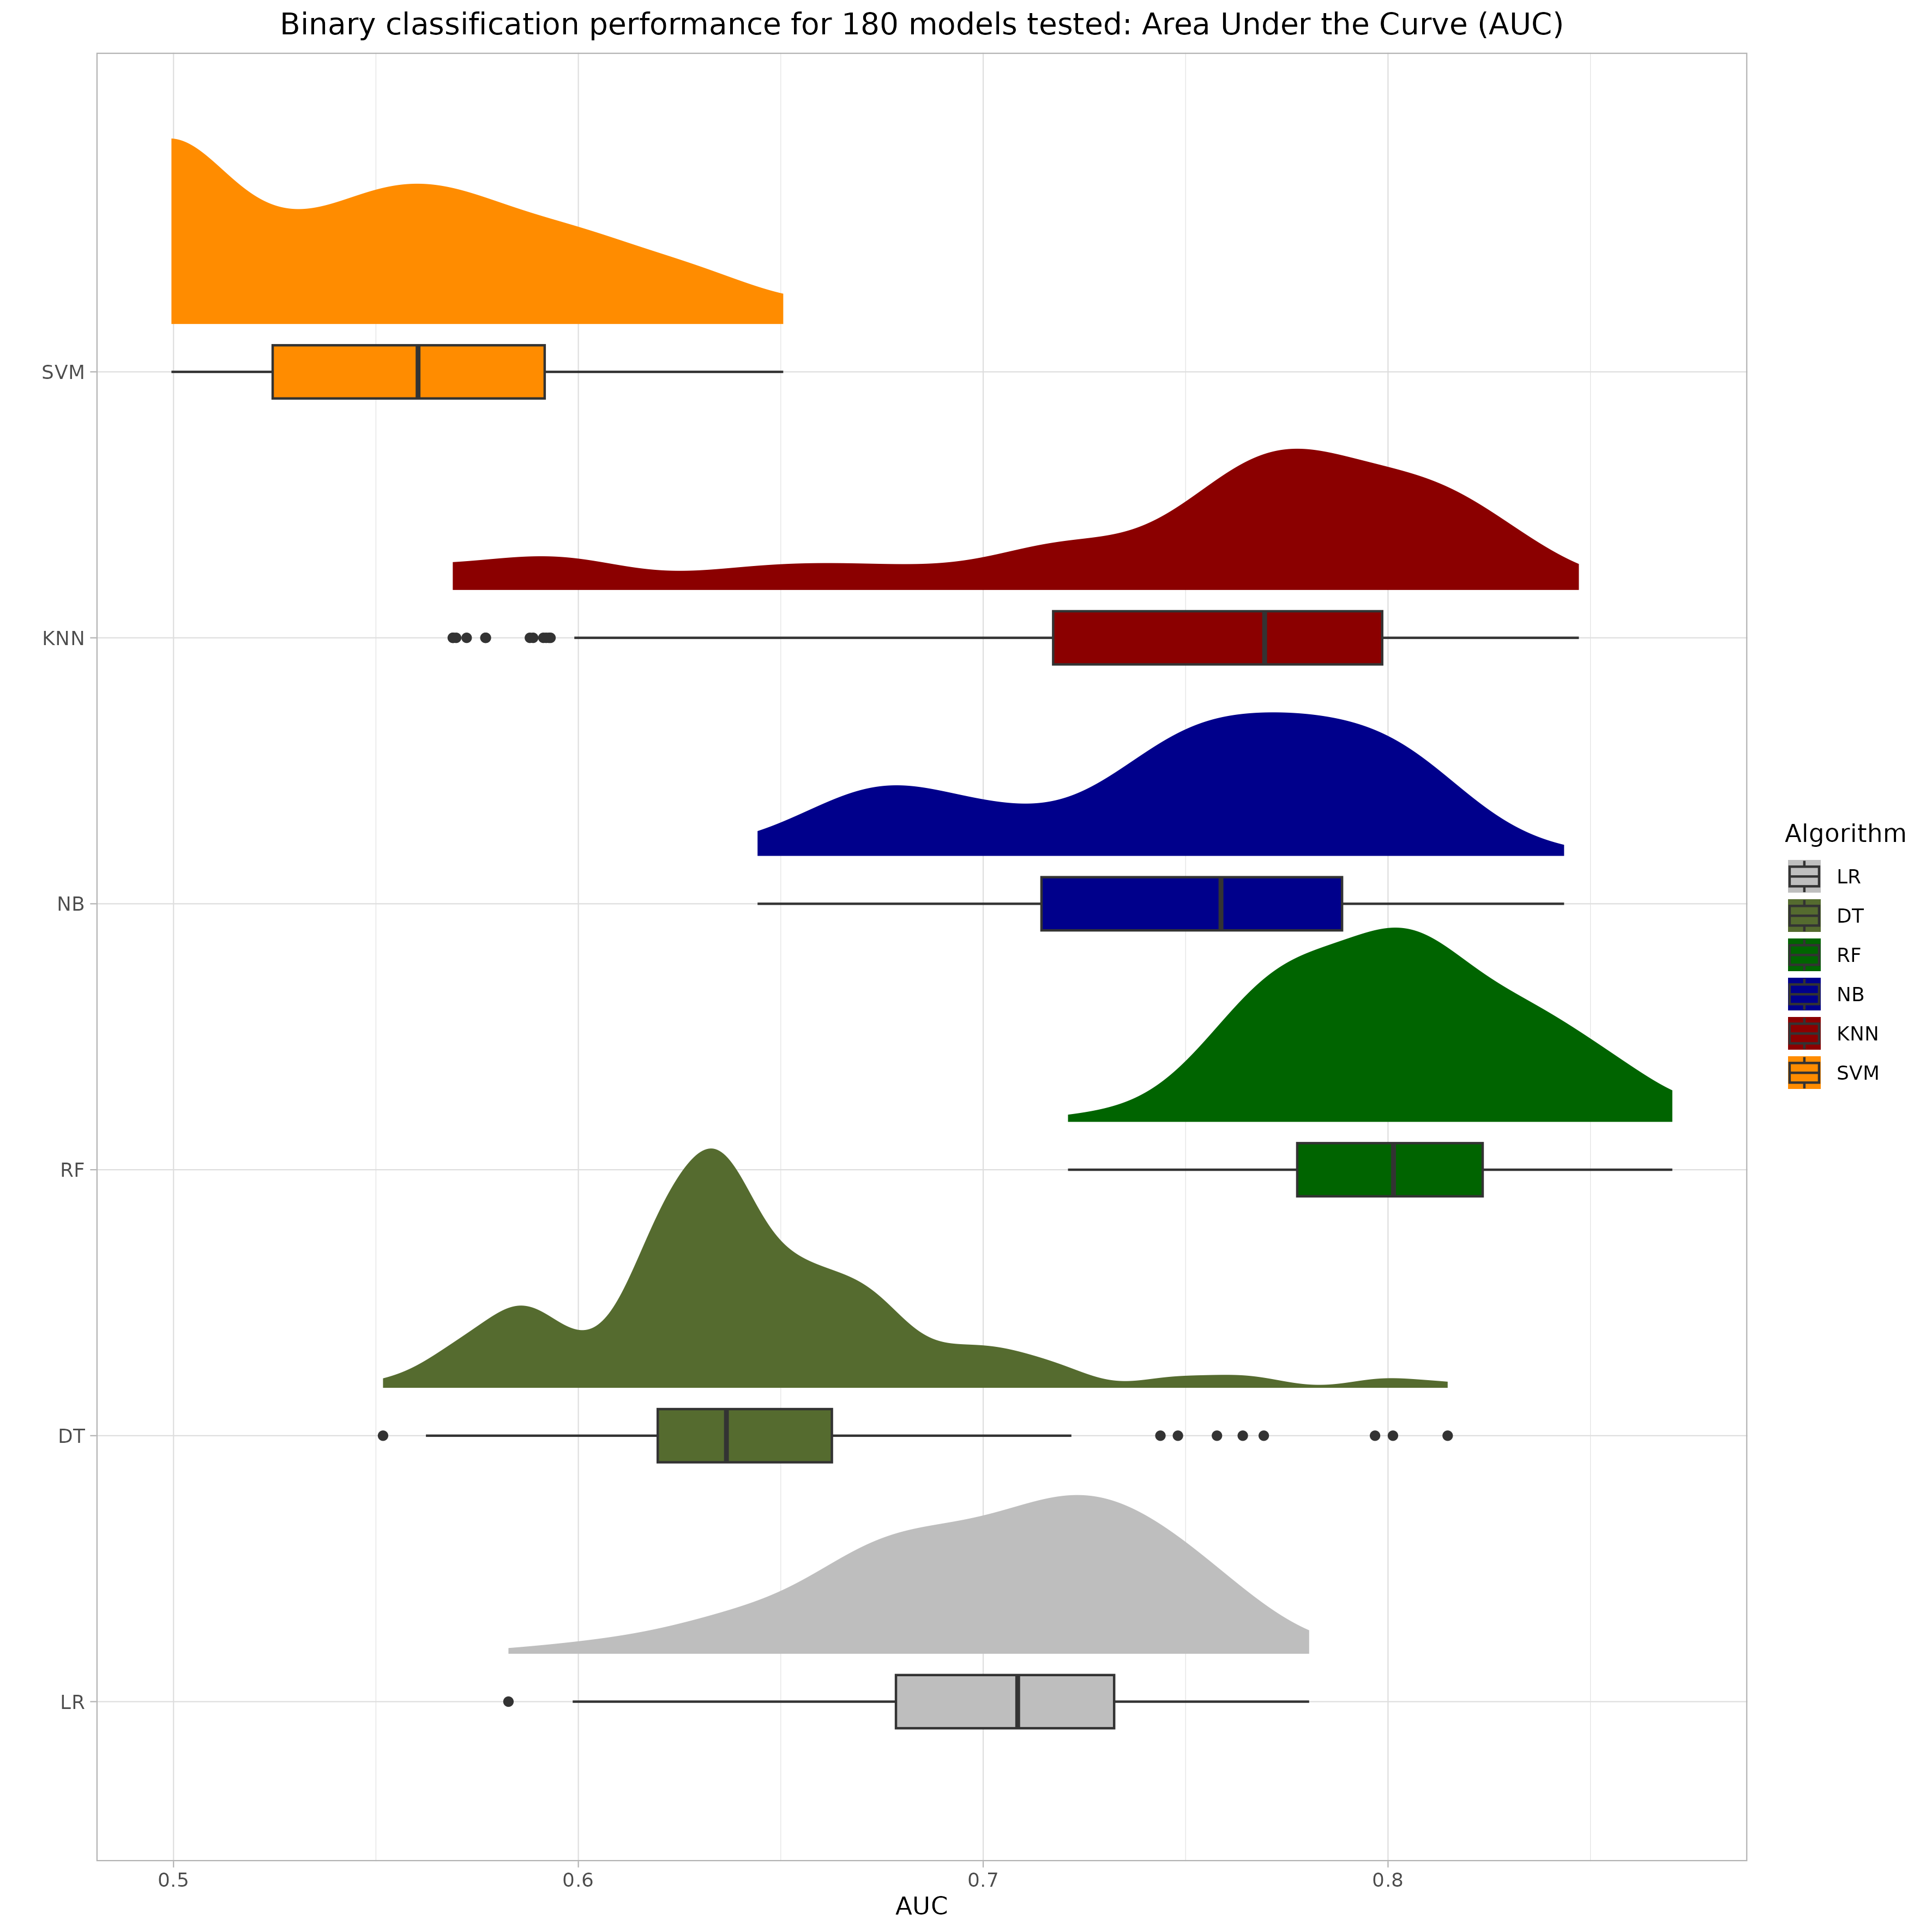 Binary classification performance for 180 models tested: Area Under the Curve (AUC)
SVM
KNN
NB
RF
DT
LR
0.5 0.6 0.7 0.8
AUC
Algorithm
LR
DT
RF
NB
KNN
SVM